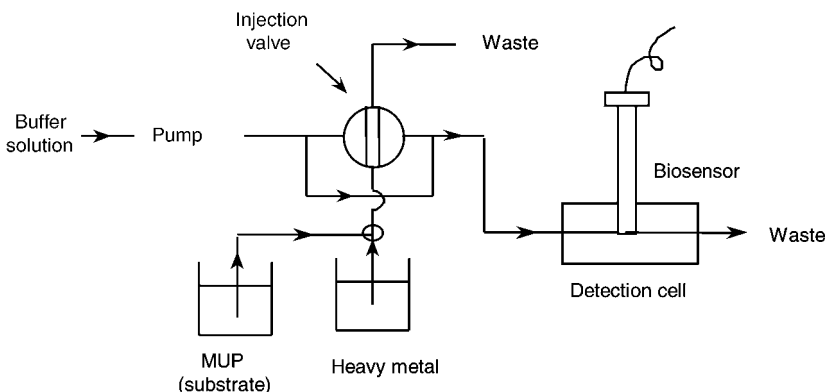 Injection
valve
Waste
Buffer
solution
Pump
Biosensor
Waste
Detection cell
MUP
(substrate)
Heavy metal